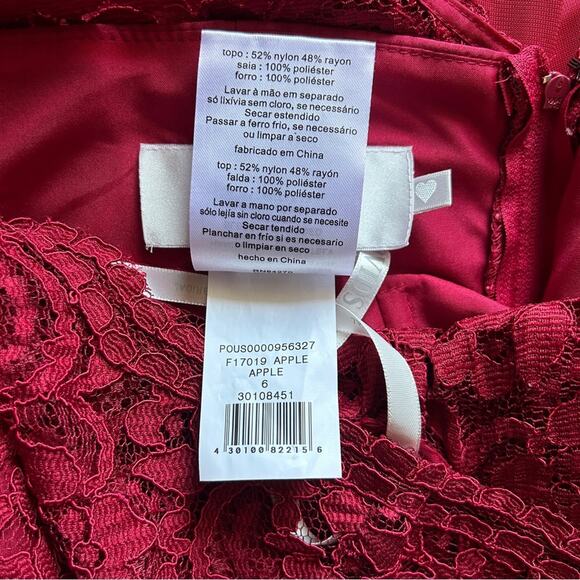 topo : 52% nylon 48% rayon
saia : 100% poliéster
forro : 100% poliéster
Lavar à mão em separado
só lixívia sem cloro, se necessário
Secar estendido
Passar a ferro frio, se necessário
ou limpar a seco
fabricado em China
top : 52% nylon 48% rayón
falda : 100% poliéster
forro : 100% poliéster
Lavar a mano por separado
sólo lejía sin cloro cuando se necesite
Secar tendido
Planchar en frío si es necesario
o limpiar en seco
hecho en China
POUS0000956327
F17019 APPLE
APPLE
6
30108451
4 30100 82215 6